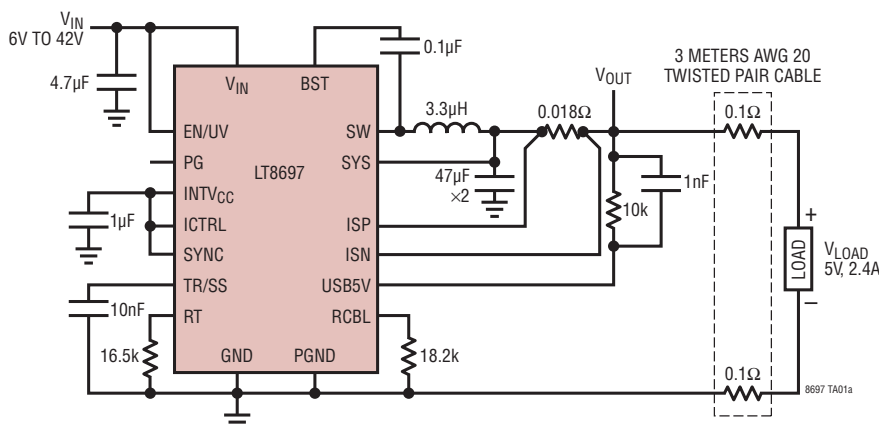 VIN
6V TO 42V
4.7µF
0.1µF
VIN
BST
EN/UV
PG
INTVCC
ICTRL
SYNC
TR/SS
RT
GND
PGND
LT8697
SW
SYS
ISP
ISN
USB5V
RCBL
1µF
10nF
16.5k
18.2k
3.3µH
47µF
×2
0.018Ω
VOUT
1nF
10k
3 METERS AWG 20
TWISTED PAIR CABLE
0.1Ω
0.1Ω
+
LOAD
–
VLOAD
5V, 2.4A
8697 TA01a